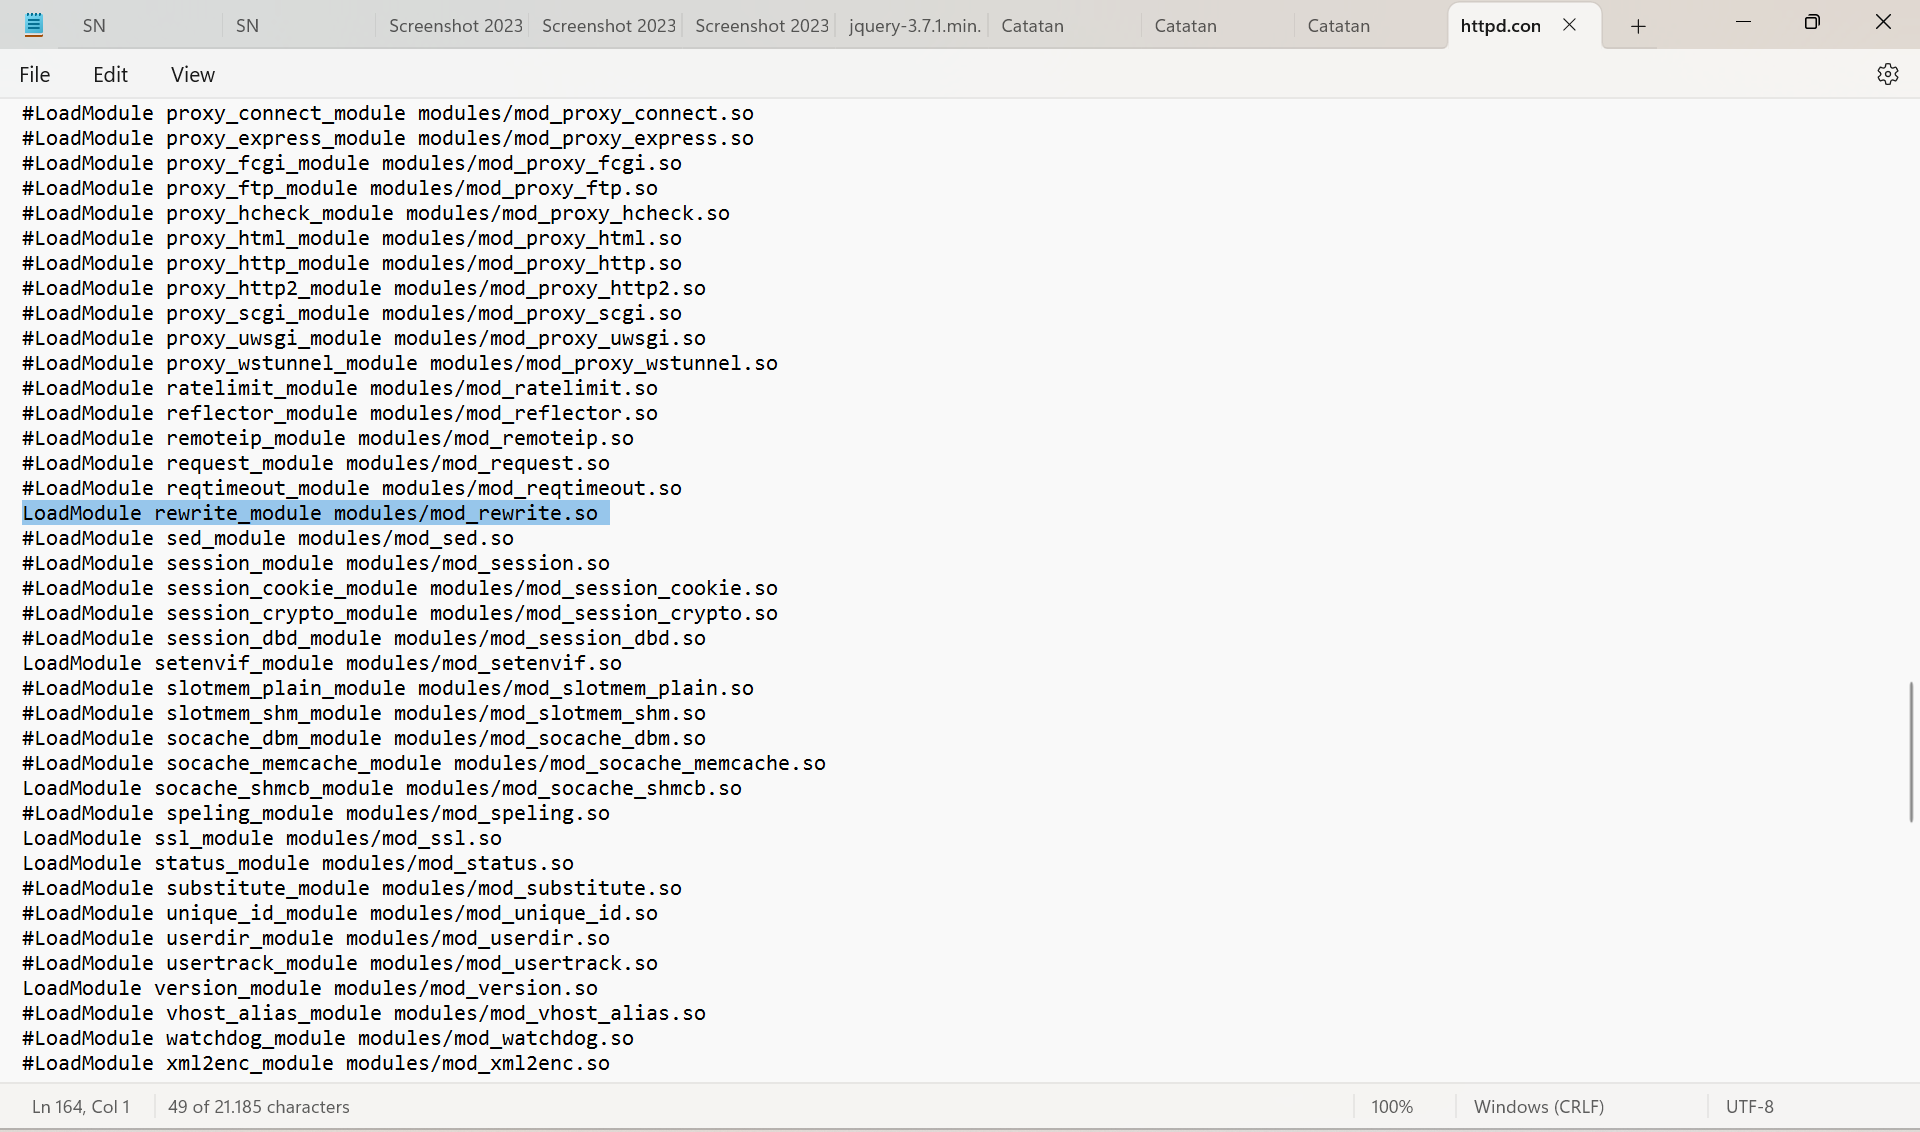 SN SN Screenshot 2023 Screenshot 2023 Screenshot 2023 jquery-3.7.1.min. Catatan Catatan Catatan httpd.con
File Edit View
#LoadModule proxy_connect_module modules/mod_proxy_connect.so
#LoadModule proxy_express_module modules/mod_proxy_express.so
#LoadModule proxy_fcgi_module modules/mod_proxy_fcgi.so
#LoadModule proxy_ftp_module modules/mod_proxy_ftp.so
#LoadModule proxy_hcheck_module modules/mod_proxy_hcheck.so
#LoadModule proxy_html_module modules/mod_proxy_html.so
#LoadModule proxy_http_module modules/mod_proxy_http.so
#LoadModule proxy_http2_module modules/mod_proxy_http2.so
#LoadModule proxy_scgi_module modules/mod_proxy_scgi.so
#LoadModule proxy_uwsgi_module modules/mod_proxy_uwsgi.so
#LoadModule proxy_wstunnel_module modules/mod_proxy_wstunnel.so
#LoadModule ratelimit_module modules/mod_ratelimit.so
#LoadModule reflector_module modules/mod_reflector.so
#LoadModule remoteip_module modules/mod_remoteip.so
#LoadModule request_module modules/mod_request.so
#LoadModule reqtimeout_module modules/mod_reqtimeout.so
LoadModule rewrite_module modules/mod_rewrite.so
#LoadModule sed_module modules/mod_sed.so
#LoadModule session_module modules/mod_session.so
#LoadModule session_cookie_module modules/mod_session_cookie.so
#LoadModule session_crypto_module modules/mod_session_crypto.so
#LoadModule session_dbd_module modules/mod_session_dbd.so
LoadModule setenvif_module modules/mod_setenvif.so
#LoadModule slotmem_plain_module modules/mod_slotmem_plain.so
#LoadModule slotmem_shm_module modules/mod_slotmem_shm.so
#LoadModule socache_dbm_module modules/mod_socache_dbm.so
#LoadModule socache_memcache_module modules/mod_socache_memcache.so
LoadModule socache_shmcb_module modules/mod_socache_shmcb.so
#LoadModule speling_module modules/mod_speling.so
LoadModule ssl_module modules/mod_ssl.so
LoadModule status_module modules/mod_status.so
#LoadModule substitute_module modules/mod_substitute.so
#LoadModule unique_id_module modules/mod_unique_id.so
#LoadModule userdir_module modules/mod_userdir.so
#LoadModule usertrack_module modules/mod_usertrack.so
LoadModule version_module modules/mod_version.so
#LoadModule vhost_alias_module modules/mod_vhost_alias.so
#LoadModule watchdog_module modules/mod_watchdog.so
#LoadModule xml2enc_module modules/mod_xml2enc.so
Ln 164, Col 1 49 of 21.185 characters 100% Windows (CRLF) UTF-8